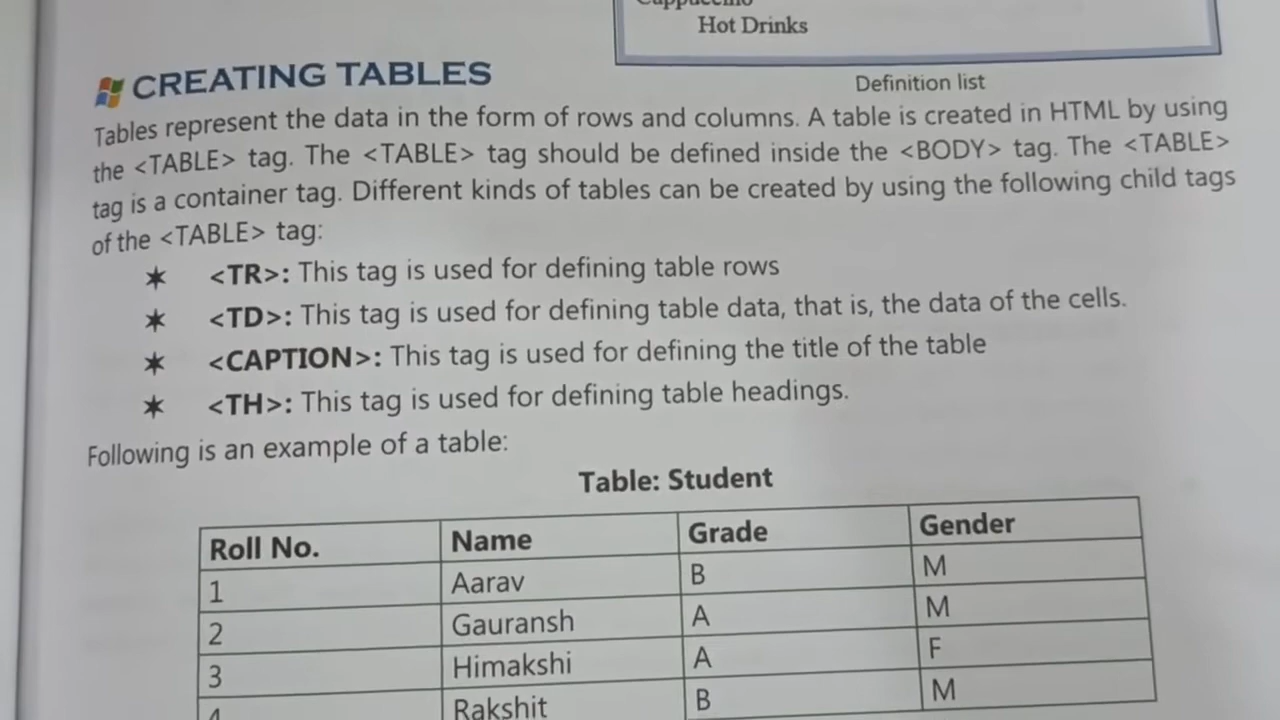 Cappuccino
Hot Drinks
Definition list
CREATING TABLES
Tables represent the data in the form of rows and columns. A table is created in HTML by using
the <TABLE> tag. The <TABLE> tag should be defined inside the <BODY> tag. The <TABLE>
tag is a container tag. Different kinds of tables can be created by using the following child tags
of the <TABLE> tag:
✶ <TR>: This tag is used for defining table rows
✶ <TD>: This tag is used for defining table data, that is, the data of the cells.
✶ <CAPTION>: This tag is used for defining the title of the table
✶ <TH>: This tag is used for defining table headings.
Following is an example of a table:
Table: Student
Roll No. Name Grade Gender
1 Aarav B M
2 Gauransh A M
3 Himakshi A F
4 Rakshit B M